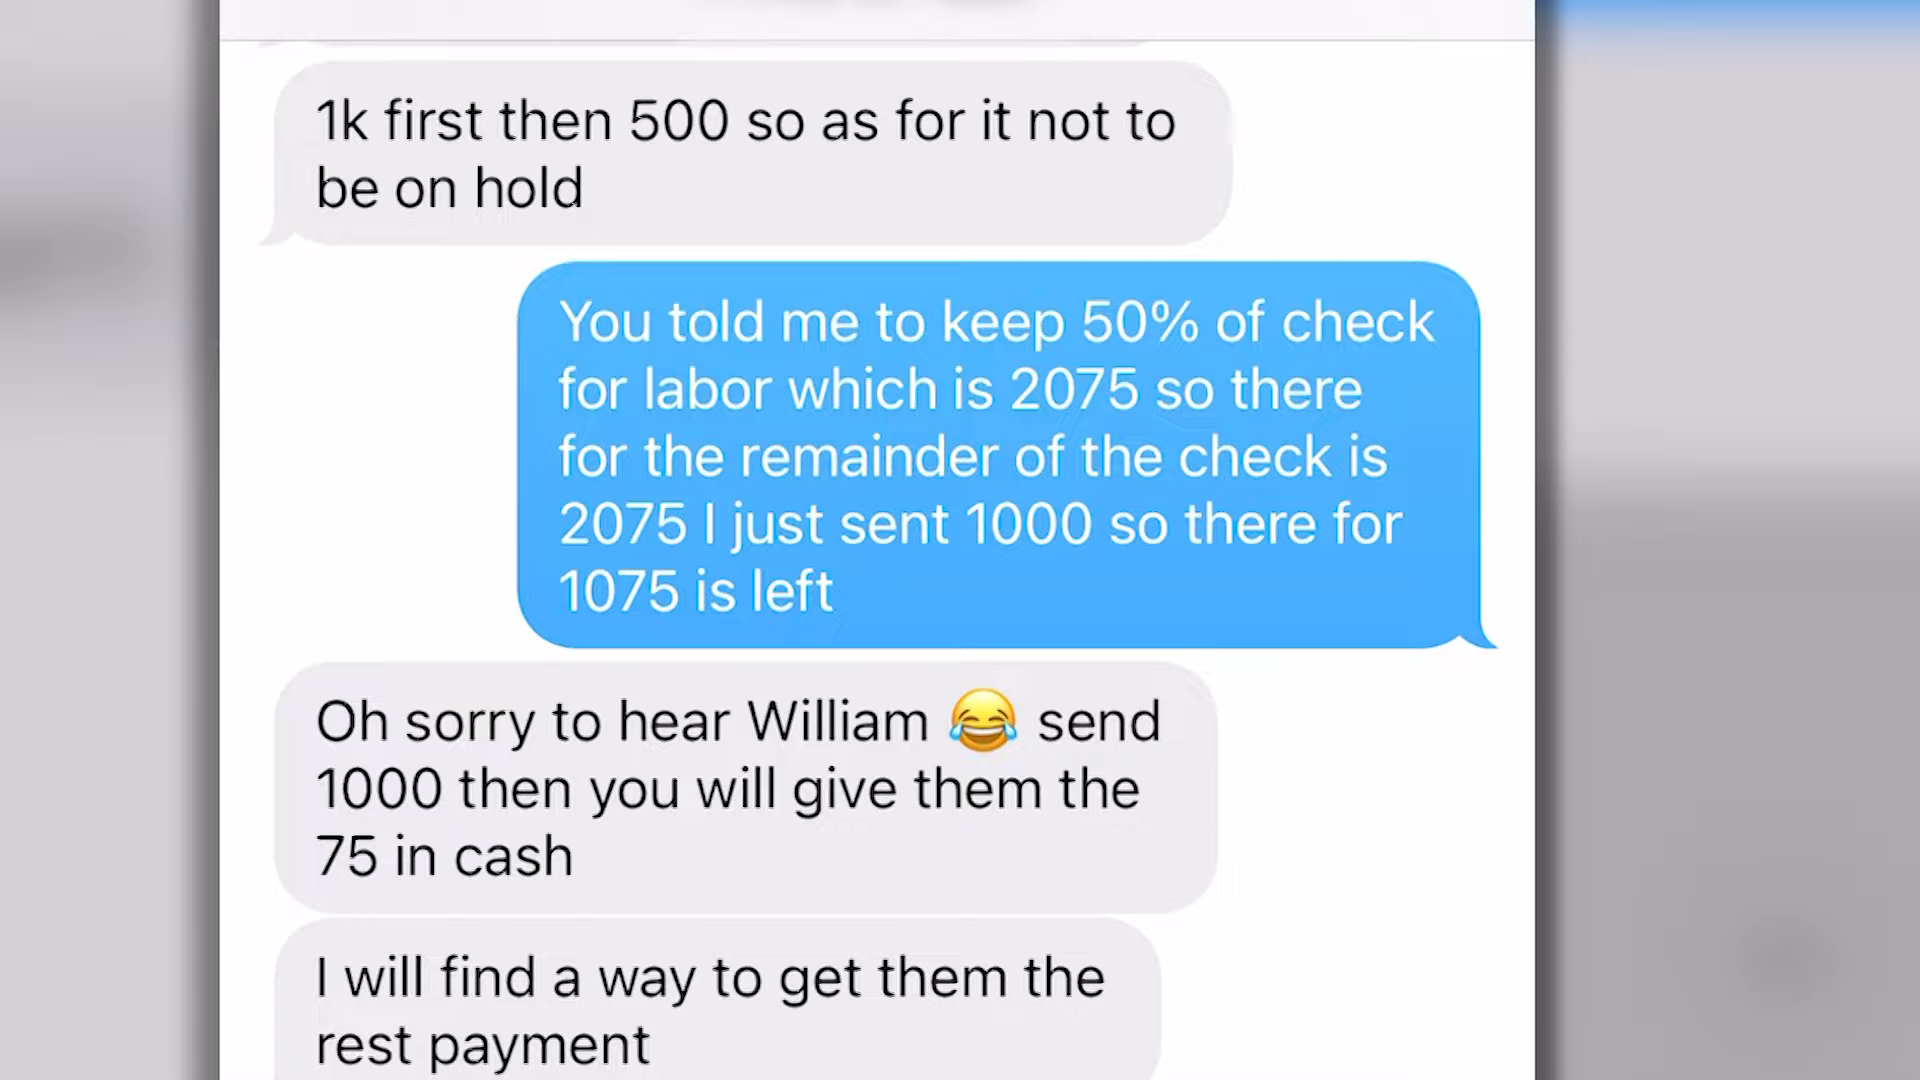 1k first then 500 so as for it not to
be on hold
You told me to keep 50% of check
for labor which is 2075 so there
for the remainder of the check is
2075 I just sent 1000 so there for
1075 is left
Oh sorry to hear William 😂 send
1000 then you will give them the
75 in cash
I will find a way to get them the
rest payment